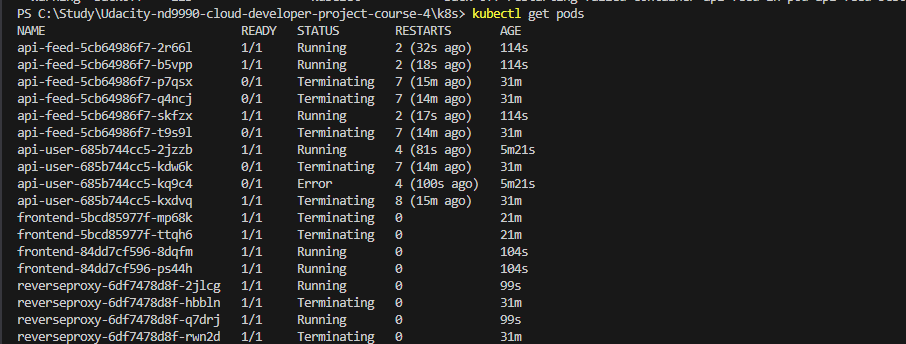 PS C:\Study\Udacity-nd9990-cloud-developer-project-course-4\k8s> kubectl get pods
NAME READY STATUS RESTARTS AGE
api-feed-5cb64986f7-2r66l 1/1 Running 2 (32s ago) 114s
api-feed-5cb64986f7-b5vpp 1/1 Running 2 (18s ago) 114s
api-feed-5cb64986f7-p7qsx 0/1 Terminating 7 (15m ago) 31m
api-feed-5cb64986f7-q4ncj 0/1 Terminating 7 (14m ago) 31m
api-feed-5cb64986f7-skfzx 1/1 Running 2 (17s ago) 114s
api-feed-5cb64986f7-t9s9l 0/1 Terminating 7 (14m ago) 31m
api-user-685b744cc5-2jzzb 1/1 Running 4 (81s ago) 5m21s
api-user-685b744cc5-kdw6k 0/1 Terminating 7 (14m ago) 31m
api-user-685b744cc5-kq9c4 0/1 Error 4 (100s ago) 5m21s
api-user-685b744cc5-kxdvq 1/1 Terminating 8 (15m ago) 31m
frontend-5bcd85977f-mp68k 1/1 Terminating 0 21m
frontend-5bcd85977f-ttqh6 1/1 Terminating 0 21m
frontend-84dd7cf596-8dqfm 1/1 Running 0 104s
frontend-84dd7cf596-ps44h 1/1 Running 0 104s
reverseproxy-6df7478d8f-2jlcg 1/1 Running 0 99s
reverseproxy-6df7478d8f-hbbln 1/1 Terminating 0 31m
reverseproxy-6df7478d8f-q7drj 1/1 Running 0 99s
reverseproxy-6df7478d8f-rwn2d 1/1 Terminating 0 31m